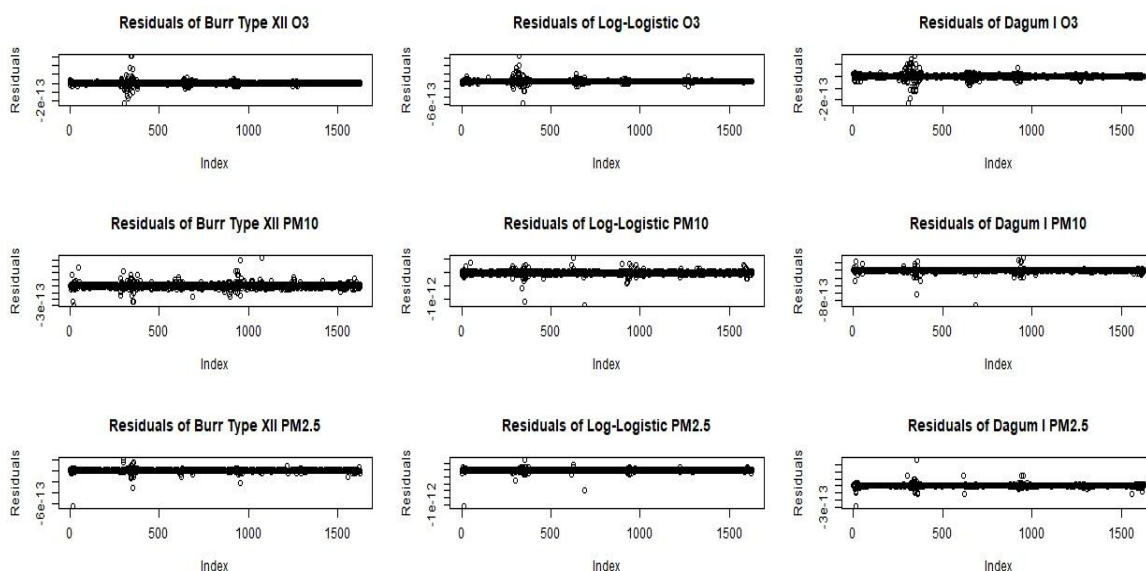 Residuals of Burr Type XII O3
Residuals
-2e-13
0 500 1000 1500
Index
Residuals of Log-Logistic O3
Residuals
-6e-13
0 500 1000 1500
Index
Residuals of Dagum I O3
Residuals
-2e-13
0 500 1000 1500
Index
Residuals of Burr Type XII PM10
Residuals
-3e-13
0 500 1000 1500
Index
Residuals of Log-Logistic PM10
Residuals
-1e-12
0 500 1000 1500
Index
Residuals of Dagum I PM10
Residuals
-8e-13
0 500 1000 1500
Index
Residuals of Burr Type XII PM2.5
Residuals
-6e-13
0 500 1000 1500
Index
Residuals of Log-Logistic PM2.5
Residuals
-1e-12
0 500 1000 1500
Index
Residuals of Dagum I PM2.5
Residuals
-3e-13
0 500 1000 1500
Index